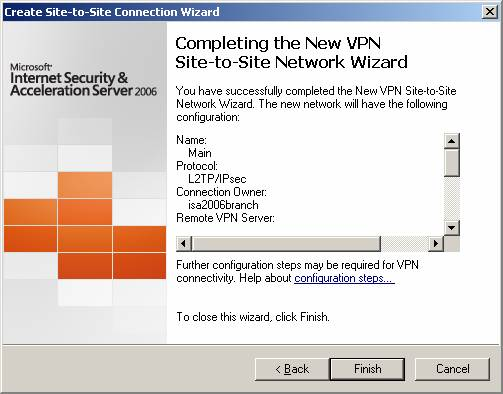 Create Site-to-Site Connection Wizard
Microsoft®
Internet Security &
Acceleration Server 2006
Completing the New VPN
Site-to-Site Network Wizard
You have successfully completed the New VPN Site-to-Site
Network Wizard. The new network will have the following
configuration:
Name:
Main
Protocol:
L2TP/IPsec
Connection Owner:
isa2006branch
Remote VPN Server:
Further configuration steps may be required for VPN
connectivity. Help about configuration steps...
To close this wizard, click Finish.
< Back
Finish
Cancel